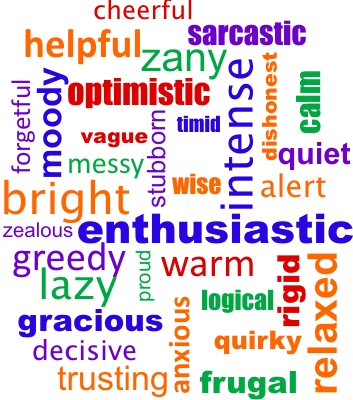 cheerful
helpful
sarcastic
zany
forgetful
moody
optimistic
intense
dishonest
calm
vague
stubborn
timid
messy
quiet
wise
alert
bright
zealous
enthusiastic
greedy
proud
warm
lazy
logical
rigid
relaxed
gracious
anxious
quirky
decisive
trusting
frugal